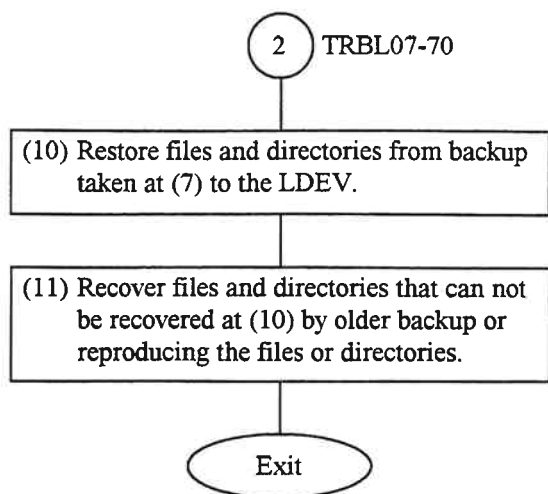 2 TRBL07-70
(10) Restore files and directories from backup
taken at (7) to the LDEV.
(11) Recover files and directories that can not
be recovered at (10) by older backup or
reproducing the files or directories.
Exit